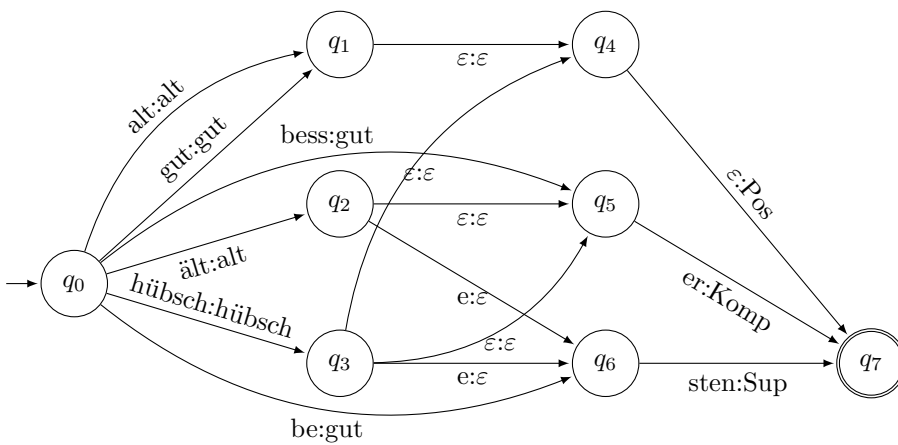 q0
q1
q2
q3
q4
q5
q6
q7
alt:alt
gut:gut
bess:gut
ält:alt
hübsch:hübsch
be:gut
ε:ε
ε:ε
ε:ε
e:ε
ε:ε
e:ε
ε:Pos
er:Komp
sten:Sup